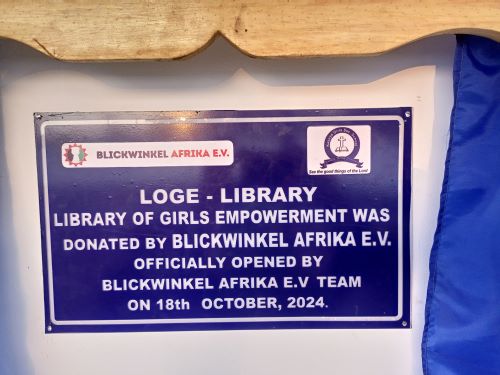 BLICKWINKEL AFRIKA E.V.
See the good things of the Lord
LOGE - LIBRARY
LIBRARY OF GIRLS EMPOWERMENT WAS
DONATED BY BLICKWINKEL AFRIKA E.V.
OFFICIALLY OPENED BY
BLICKWINKEL AFRIKA E.V TEAM
ON 18th OCTOBER, 2024.